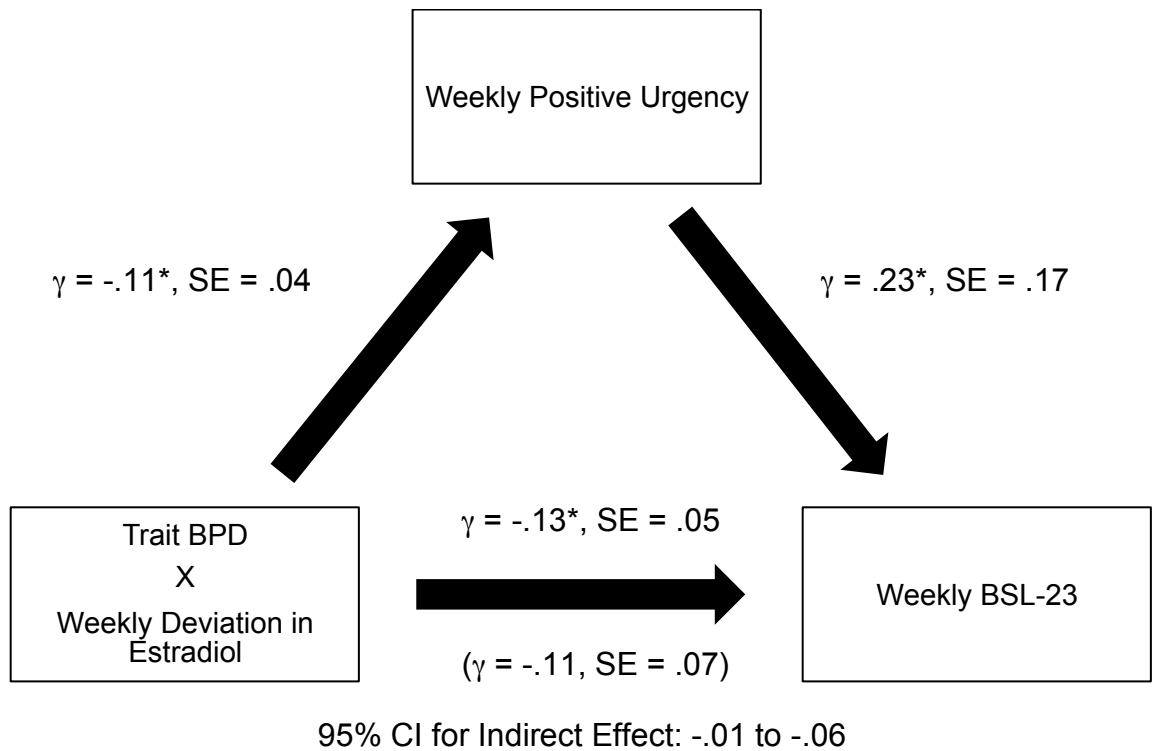 Weekly Positive Urgency
γ = -.11*, SE = .04
γ = .23*, SE = .17
Trait BPD
X
Weekly Deviation in
Estradiol
γ = -.13*, SE = .05
(γ = -.11, SE = .07)
Weekly BSL-23
95% CI for Indirect Effect: -.01 to -.06